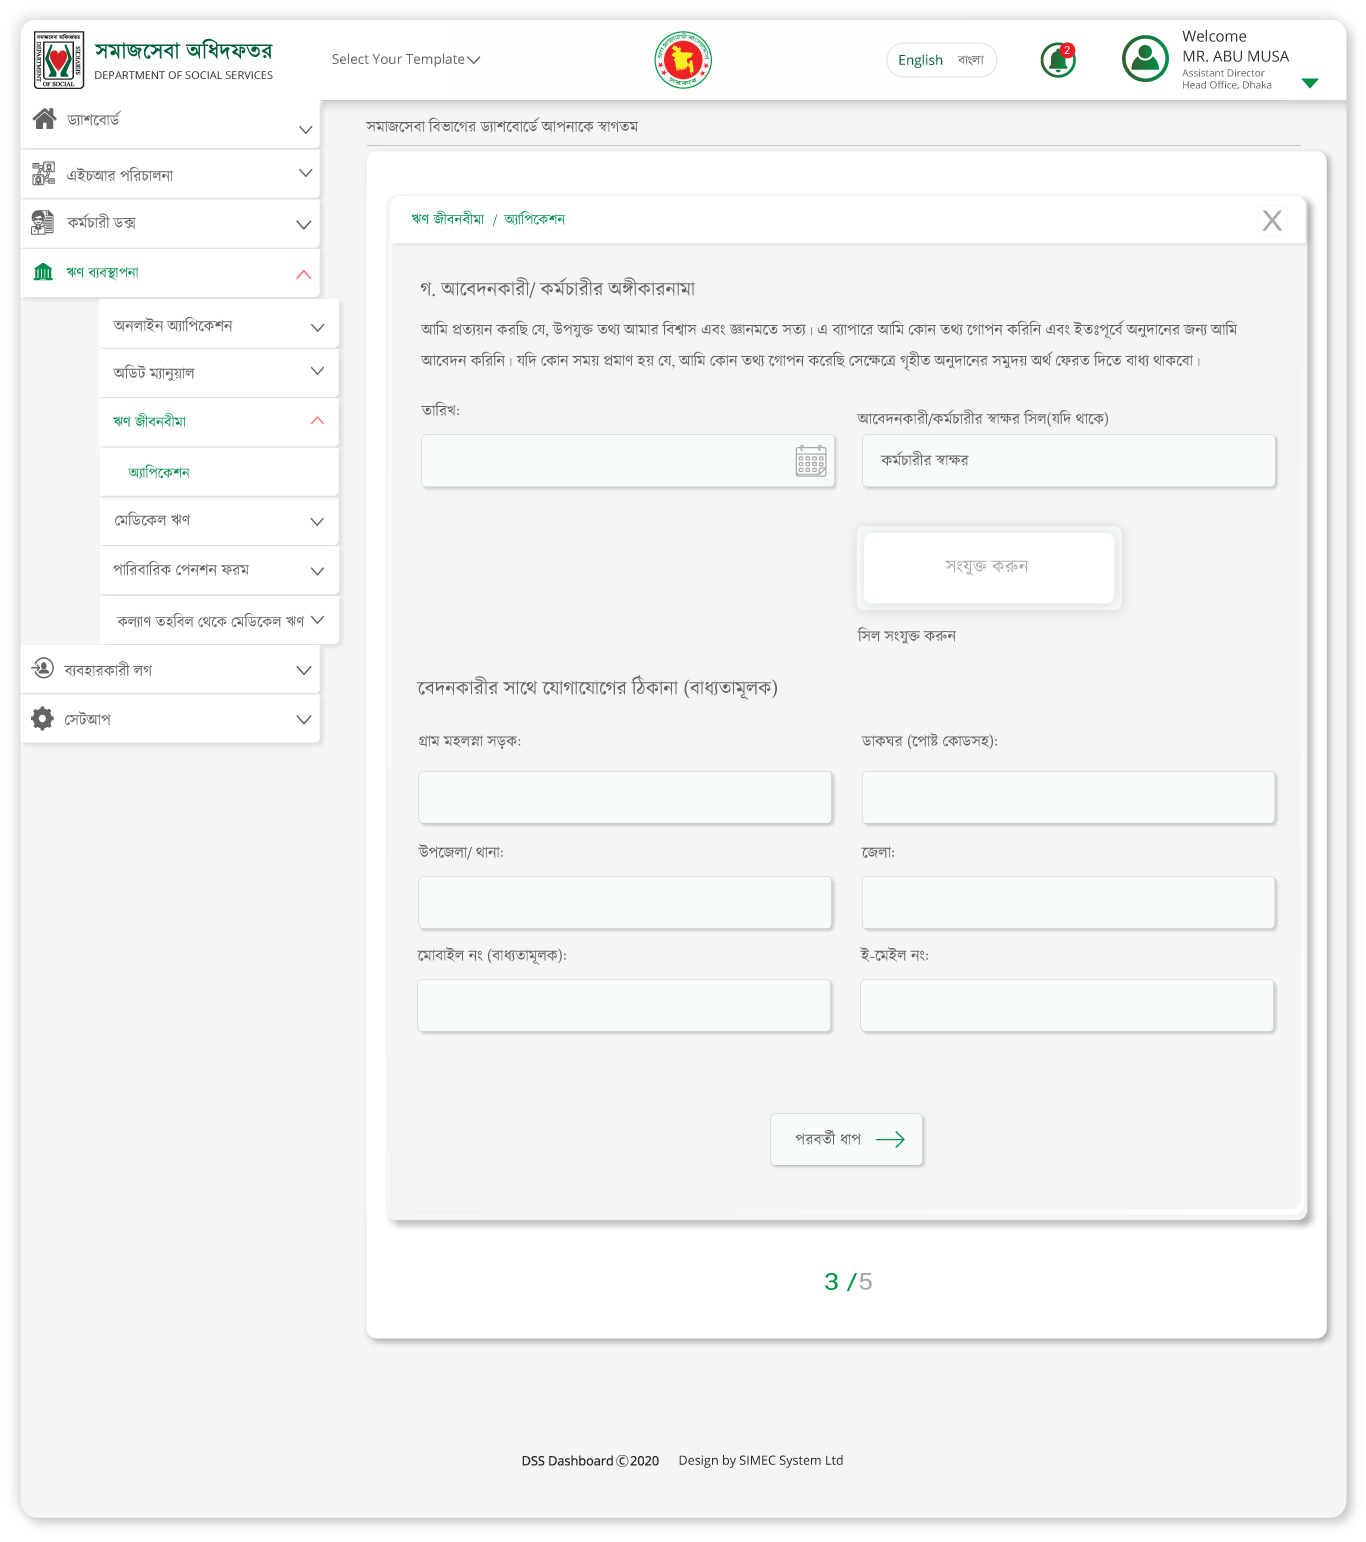 সমাজসেবা অধিদফতর
DEPARTMENT OF SOCIAL SERVICES
Select Your Template
English বাংলা
2
Welcome
MR. ABU MUSA
Assistant Director
Head Office, Dhaka
ড্যাশবোর্ড
এইচআর পরিচালনা
কর্মচারী ডক্স
ঋণ ব্যবস্থাপনা
অনলাইন অ্যাপিকেশন
অডিট ম্যানুয়াল
ঋণ জীবনবীমা
অ্যাপিকেশন
মেডিকেল ঋণ
পারিবারিক পেনশন ফরম
কল্যাণ তহবিল থেকে মেডিকেল ঋণ
ব্যবহারকারী লগ
সেটআপ
সমাজসেবা বিভাগের ড্যাশবোর্ডে আপনাকে স্বাগতম
ঋণ জীবনবীমা / অ্যাপিকেশন
X
গ. আবেদনকারী/ কর্মচারীর অঙ্গীকারনামা
আমি প্রত্যয়ন করছি যে, উপযুক্ত তথ্য আমার বিশ্বাস এবং জ্ঞানমতে সত্য। এ ব্যাপারে আমি কোন তথ্য গোপন করিনি এবং ইতঃপূর্বে অনুদানের জন্য আমি
আবেদন করিনি। যদি কোন সময় প্রমাণ হয় যে, আমি কোন তথ্য গোপন করেছি সেক্ষেত্রে গৃহীত অনুদানের সমুদয় অর্থ ফেরত দিতে বাধ্য থাকবো।
তারিখ:
আবেদনকারী/কর্মচারীর স্বাক্ষর সিল(যদি থাকে)
কর্মচারীর স্বাক্ষর
সংযুক্ত করুন
সিল সংযুক্ত করুন
বেদনকারীর সাথে যোগাযোগের ঠিকানা (বাধ্যতামূলক)
গ্রাম মহলস্না সড়ক:
ডাকঘর (পোষ্ট কোডসহ):
উপজেলা/ থানা:
জেলা:
মোবাইল নং (বাধ্যতামূলক):
ই-মেইল নং:
পরবর্তী ধাপ
3 /5
DSS Dashboard ©2020 Design by SIMEC System Ltd